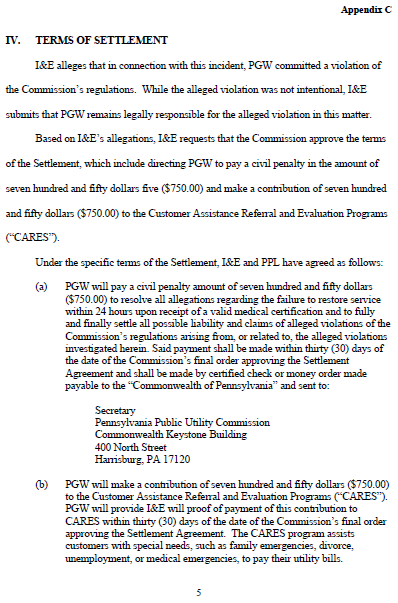 Appendix C
IV. TERMS OF SETTLEMENT
I&E alleges that in connection with this incident, PGW committed a violation of
the Commission's regulations. While the alleged violation was not intentional, I&E
submits that PGW remains legally responsible for the alleged violation in this matter.
Based on I&E's allegations, I&E requests that the Commission approve the terms
of the Settlement, which include directing PGW to pay a civil penalty in the amount of
seven hundred and fifty dollars five ($750.00) and make a contribution of seven hundred
and fifty dollars ($750.00) to the Customer Assistance Referral and Evaluation Programs
("CARES").
Under the specific terms of the Settlement, I&E and PPL have agreed as follows:
(a) PGW will pay a civil penalty amount of seven hundred and fifty dollars
($750.00) to resolve all allegations regarding the failure to restore service
within 24 hours upon receipt of a valid medical certification and to fully
and finally settle all possible liability and claims of alleged violations of the
Commission's regulations arising from, or related to, the alleged violations
investigated herein. Said payment shall be made within thirty (30) days of
the date of the Commission's final order approving the Settlement
Agreement and shall be made by certified check or money order made
payable to the "Commonwealth of Pennsylvania" and sent to:
Secretary
Pennsylvania Public Utility Commission
Commonwealth Keystone Building
400 North Street
Harrisburg, PA 17120
(b) PGW will make a contribution of seven hundred and fifty dollars ($750.00)
to the Customer Assistance Referral and Evaluation Programs ("CARES").
PGW will provide I&E will proof of payment of this contribution to
CARES within thirty (30) days of the date of the Commission's final order
approving the Settlement Agreement. The CARES program assists
customers with special needs, such as family emergencies, divorce,
unemployment, or medical emergencies, to pay their utility bills.
5